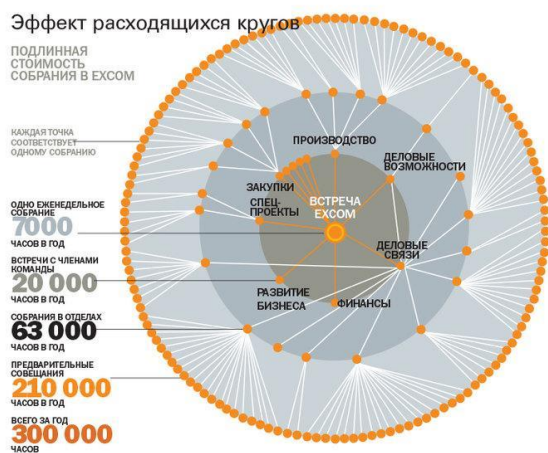 Эффект расходящихся кругов
ПОДЛИННАЯ
СТОИМОСТЬ
СОБРАНИЯ В EXCOM
КАЖДАЯ ТОЧКА
СООТВЕТСТВУЕТ
ОДНОМУ СОБРАНИЮ
ПРОИЗВОДСТВО
ДЕЛОВЫЕ
ВОЗМОЖНОСТИ
ЗАКУПКИ
СПЕЦ-
ПРОЕКТЫ
ВСТРЕЧА
EXCOM
ДЕЛОВЫЕ
СВЯЗИ
РАЗВИТИЕ
БИЗНЕСА
ФИНАНСЫ
ОДНО ЕЖЕНЕДЕЛЬНОЕ
СОБРАНИЕ
7000
ЧАСОВ В ГОД
ВСТРЕЧИ С ЧЛЕНАМИ
КОМАНДЫ
20 000
ЧАСОВ В ГОД
СОБРАНИЯ В ОТДЕЛАХ
63 000
ЧАСОВ В ГОД
ПРЕДВАРИТЕЛЬНЫЕ
СОВЕЩАНИЯ
210 000
ЧАСОВ В ГОД
ВСЕГО ЗА ГОД
300 000
ЧАСОВ